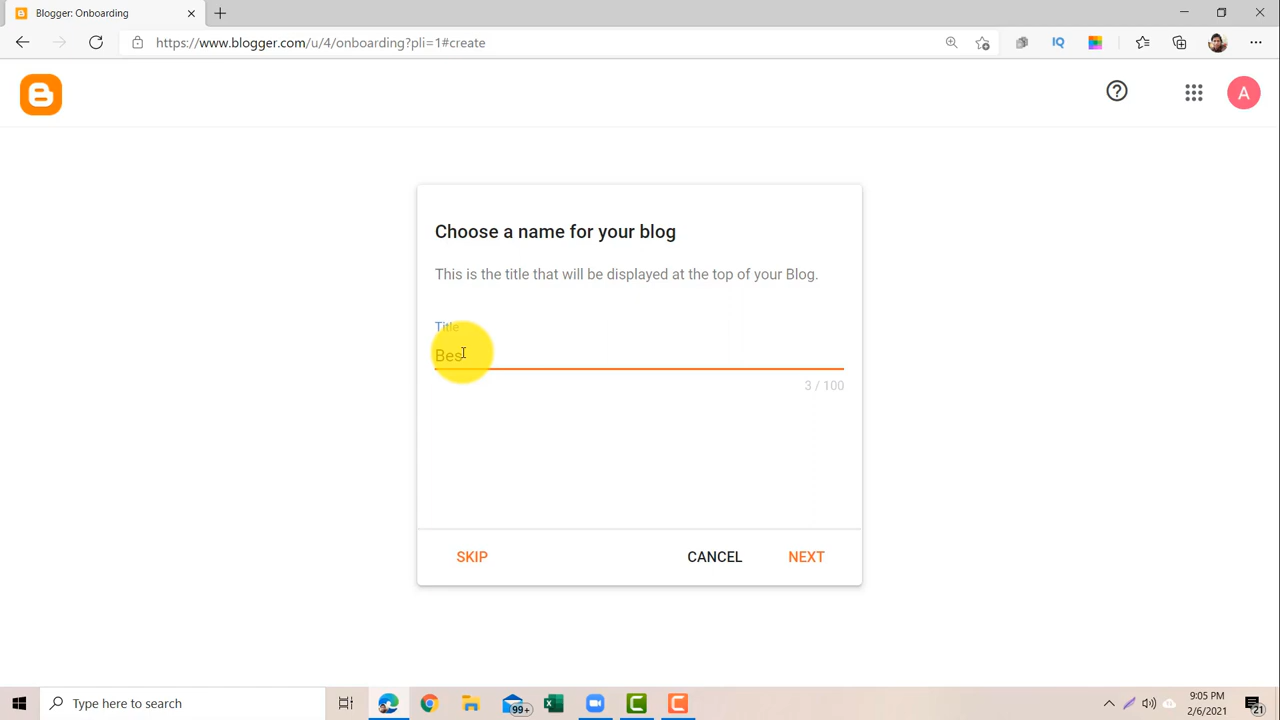 Blogger: Onboarding
https://www.blogger.com/u/4/onboarding?pli=1#create
IQ
A
Choose a name for your blog
This is the title that will be displayed at the top of your Blog.
Title
Bes
3 / 100
SKIP
CANCEL
NEXT
Type here to search
99+
9:05 PM
2/6/2021
21